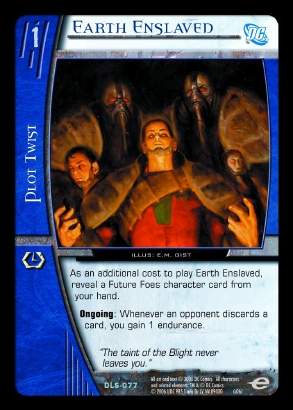 1
EARTH ENSLAVED
DC
PLOT TWIST
ILLUS: E.M. GIST
As an additional cost to play Earth Enslaved,
reveal a Future Foes character card from
your hand.
Ongoing: Whenever an opponent discards a
card, you gain 1 endurance.
"The taint of the Blight never
leaves you."
DLS-077